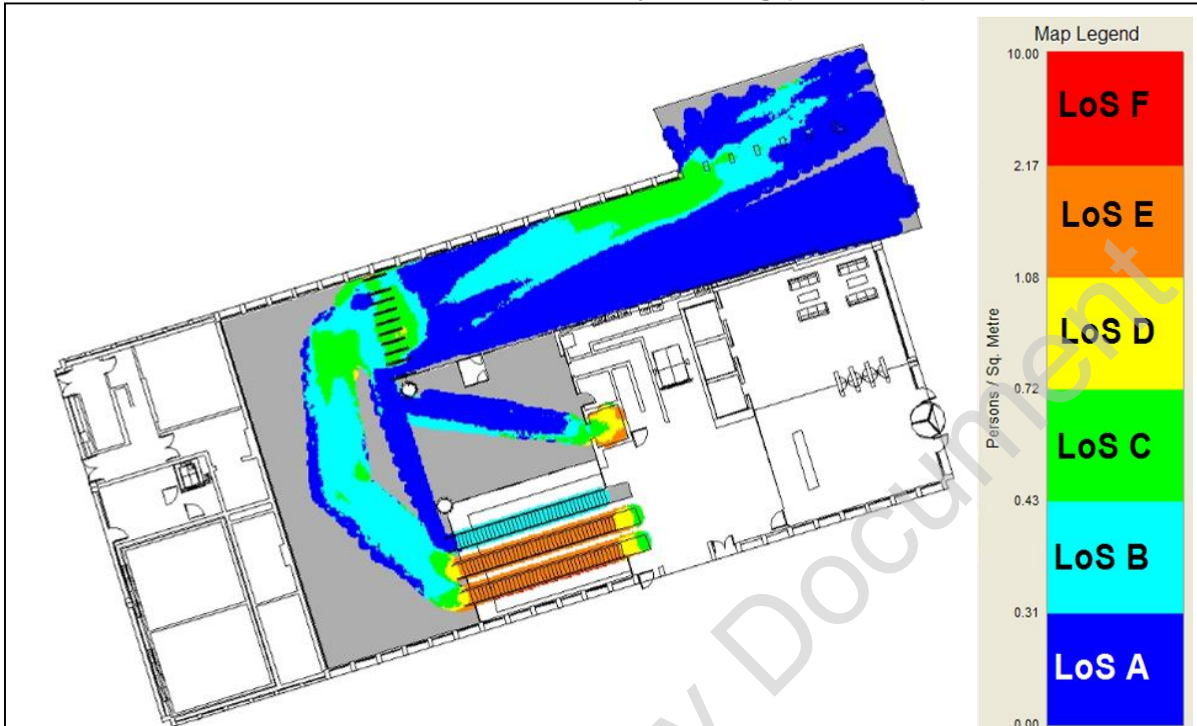 Map Legend
10.00
LoS F
2.17
LoS E
1.08
LoS D
0.72
LoS C
0.43
LoS B
0.31
LoS A
0.00
Persons / Sq. Metre
y Document